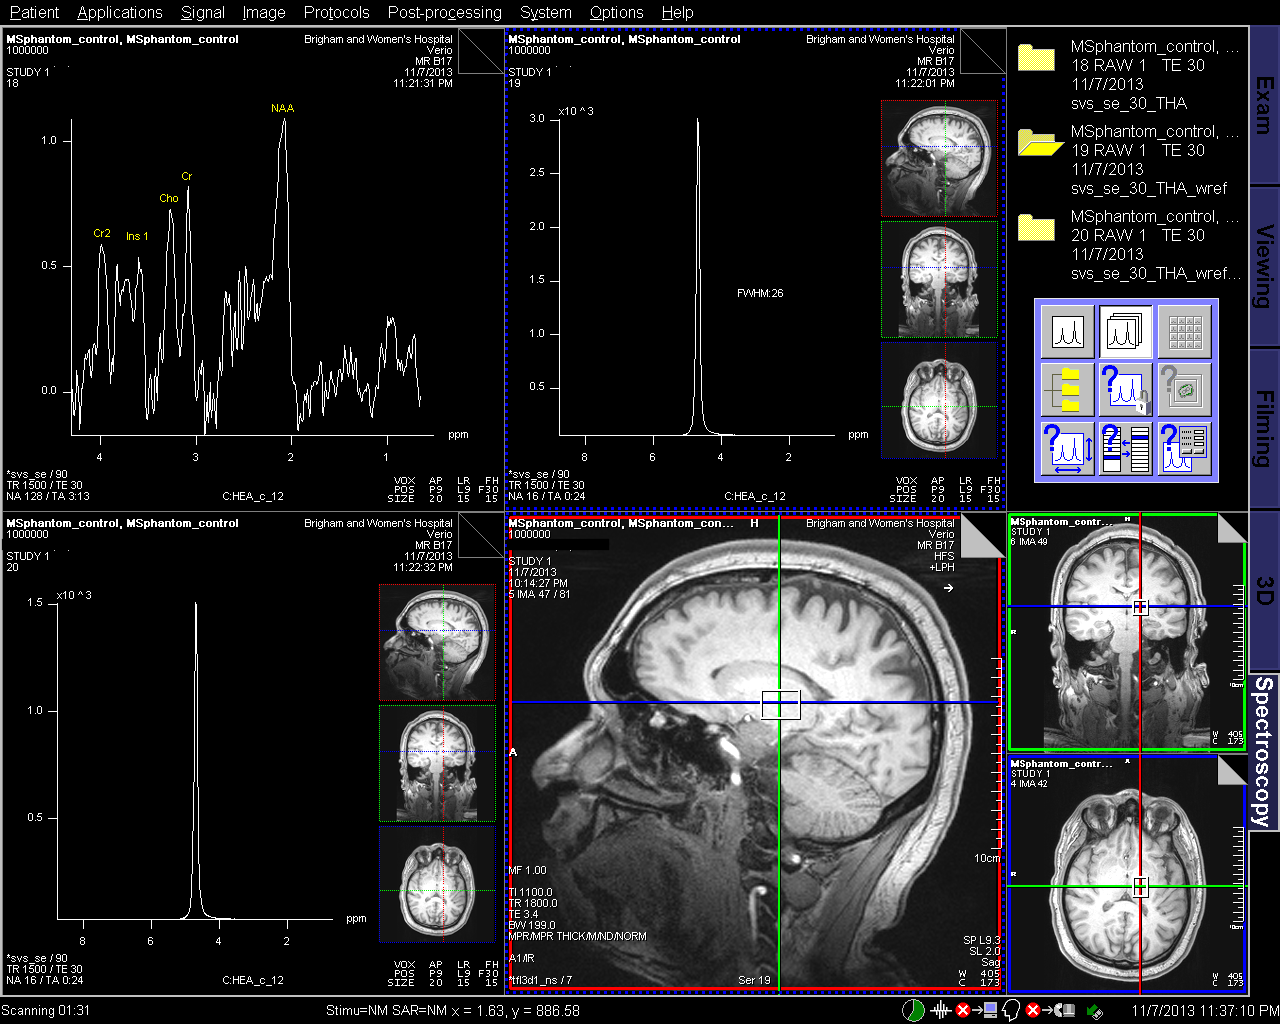 Patient Applications Signal Image Protocols Post-processing System Options Help
MSphantom_control, MSphantom_control
1000000
STUDY 1
18
Brigham and Women's Hospital
Verio
MR B17
11/7/2013
11:21:31 PM
1.0
0.5
0.0
Cr2
Ins 1
Cho
Cr
NAA
4 3 2 1 ppm
*svs_se / 90
TR 1500 / TE 30
NA 128 / TA 3:13
C:HEA_c_12
VOX AP LR FH
POS P9 L9 F30
SIZE 20 15 15
MSphantom_control, MSphantom_control
1000000
STUDY 1
19
Brigham and Women's Hospital
Verio
MR B17
11/7/2013
11:22:01 PM
x10 ^ 3
3.0
2.5
2.0
1.5
1.0
0.5
FWHM:26
8 6 4 2 ppm
*svs_se / 90
TR 1500 / TE 30
NA 16 / TA 0:24
C:HEA_c_12
VOX AP LR FH
POS P9 L9 F30
SIZE 20 15 15
MSphantom_control, ...
18 RAW 1 TE 30
11/7/2013
svs_se_30_THA
MSphantom_control, ...
19 RAW 1 TE 30
11/7/2013
svs_se_30_THA_wref
MSphantom_control, ...
20 RAW 1 TE 30
11/7/2013
svs_se_30_THA_wref...
? ?
? ? ?
Exam
Viewing
Filming
3D
Spectroscopy
MSphantom_control, MSphantom_control
1000000
STUDY 1
20
Brigham and Women's Hospital
Verio
MR B17
11/7/2013
11:22:32 PM
x10 ^ 3
1.5
1.0
0.5
8 6 4 2 ppm
*svs_se / 90
TR 1500 / TE 30
NA 16 / TA 0:24
C:HEA_c_12
VOX AP LR FH
POS P9 L9 F30
SIZE 20 15 15
MSphantom_control, MSphantom_con... H
1000000
STUDY 1
11/7/2013
10:14:27 PM
5 IMA 47 / 81
Brigham and Women's Hospital
Verio
MR B17
HFS
+LPH
A
10cm
MF 1.00
TI 1100.0
TR 1800.0
TE 3.4
BW 199.0
MPR/MPR THICK/M/ND/NORM
A1/IR
*tfl3d1_ns / 7
Ser 19
SP L9.3
SL 2.0
Sag
W 405
C 173
MSphantom_contr... H
STUDY 1
6 IMA 49
R
10cm
W 405
C 173
MSphantom_contr... A
STUDY 1
4 IMA 42
R
10cm
W 405
C 173
Scanning 01:31
Stimu=NM SAR=NM x = 1.63, y = 886.58
11/7/2013 11:37:10 PM